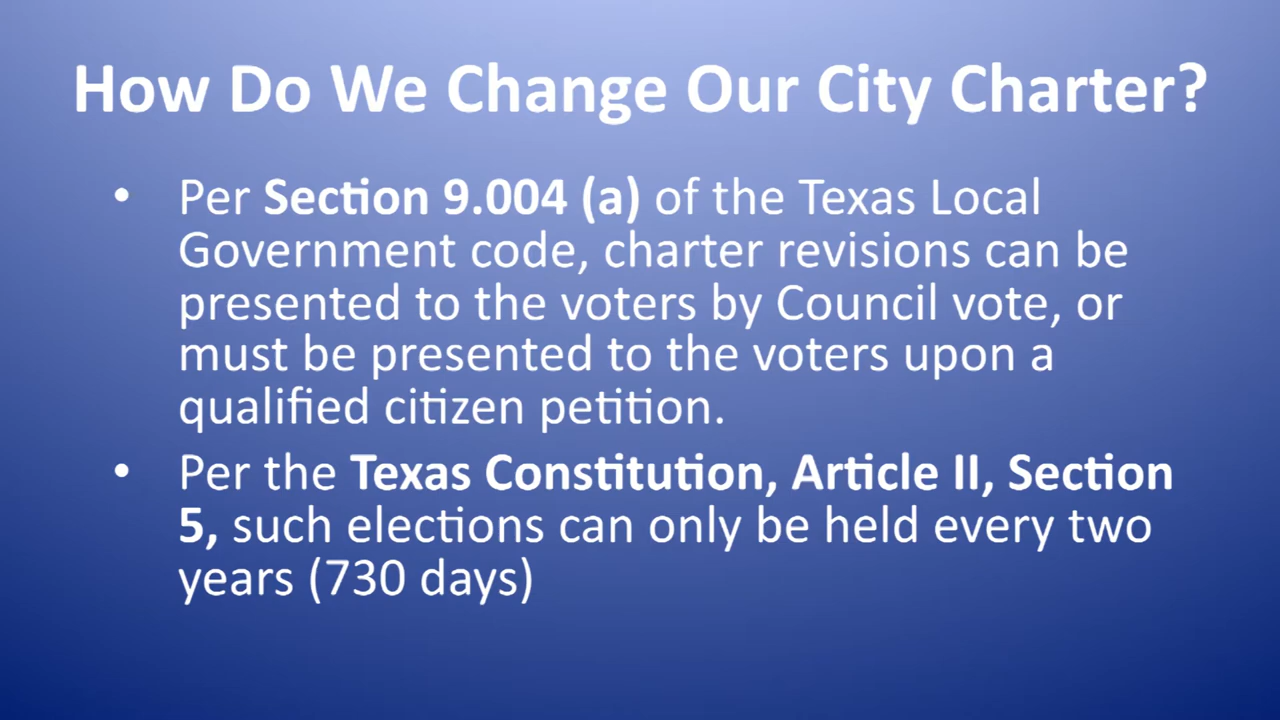 How Do We Change Our City Charter?
• Per Section 9.004 (a) of the Texas Local
Government code, charter revisions can be
presented to the voters by Council vote, or
must be presented to the voters upon a
qualified citizen petition.
• Per the Texas Constitution, Article II, Section
5, such elections can only be held every two
years (730 days)